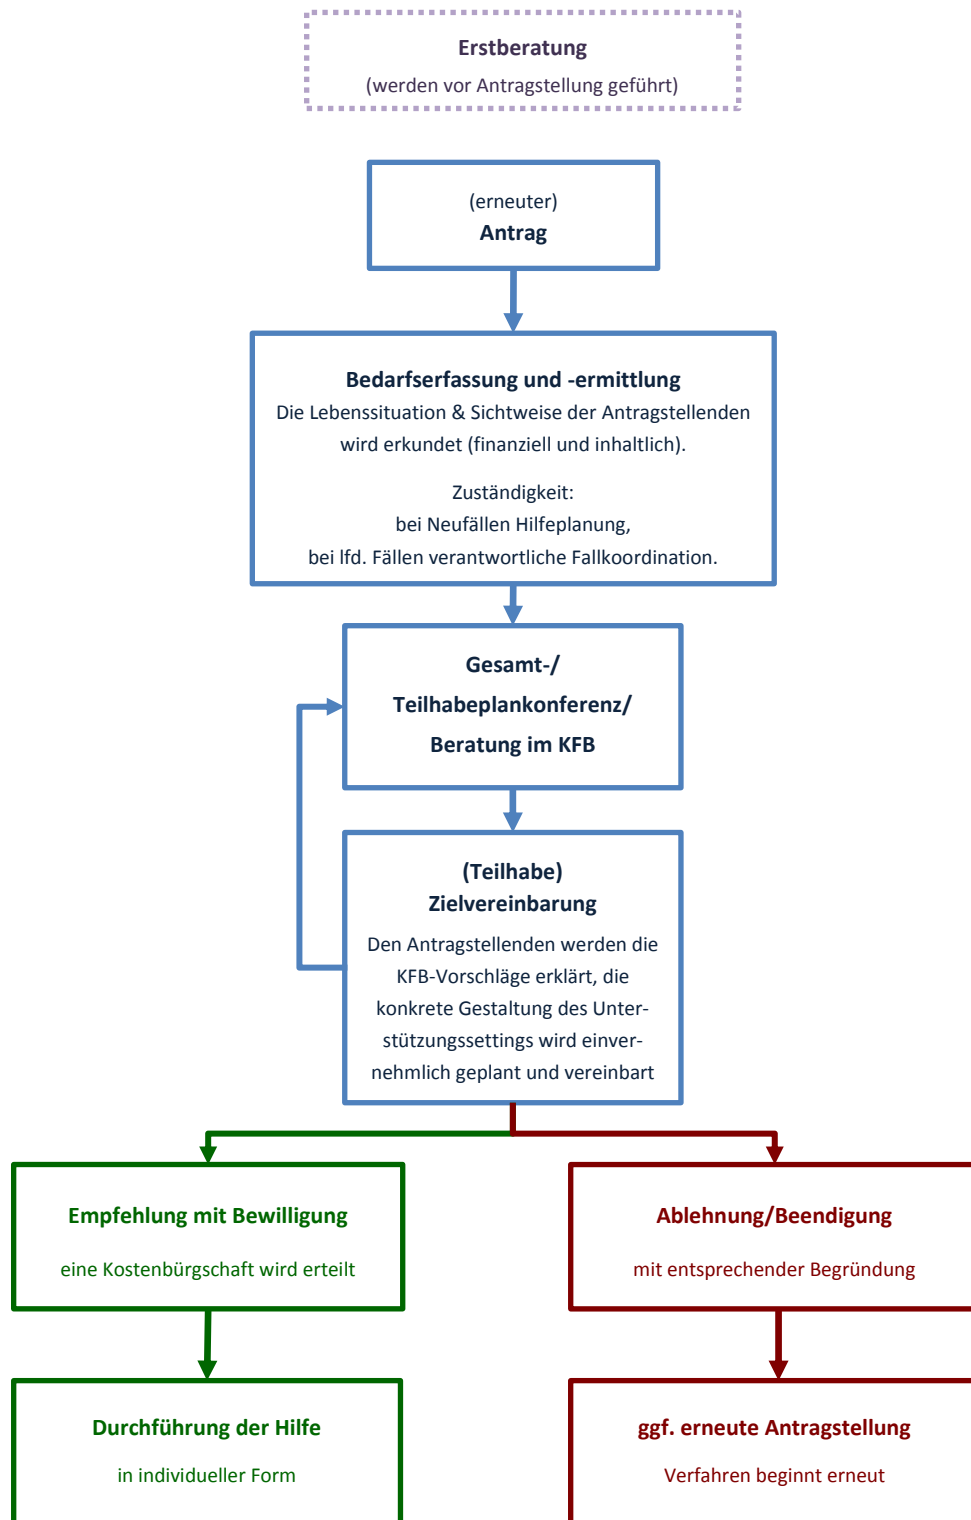 Erstberatung
(werden vor Antragstellung geführt)
(erneuter)
Antrag
Bedarfserfassung und -ermittlung
Die Lebenssituation & Sichtweise der Antragstellenden
wird erkundet (finanziell und inhaltlich).
Zuständigkeit:
bei Neufällen Hilfeplanung,
bei lfd. Fällen verantwortliche Fallkoordination.
Gesamt-/
Teilhabeplankonferenz/
Beratung im KFB
(Teilhabe)
Zielvereinbarung
Den Antragstellenden werden die
KFB-Vorschläge erklärt, die
konkrete Gestaltung des Unter-
stützungssettings wird einver-
nehmlich geplant und vereinbart
Empfehlung mit Bewilligung
eine Kostenbürgschaft wird erteilt
Ablehnung/Beendigung
mit entsprechender Begründung
Durchführung der Hilfe
in individueller Form
ggf. erneute Antragstellung
Verfahren beginnt erneut